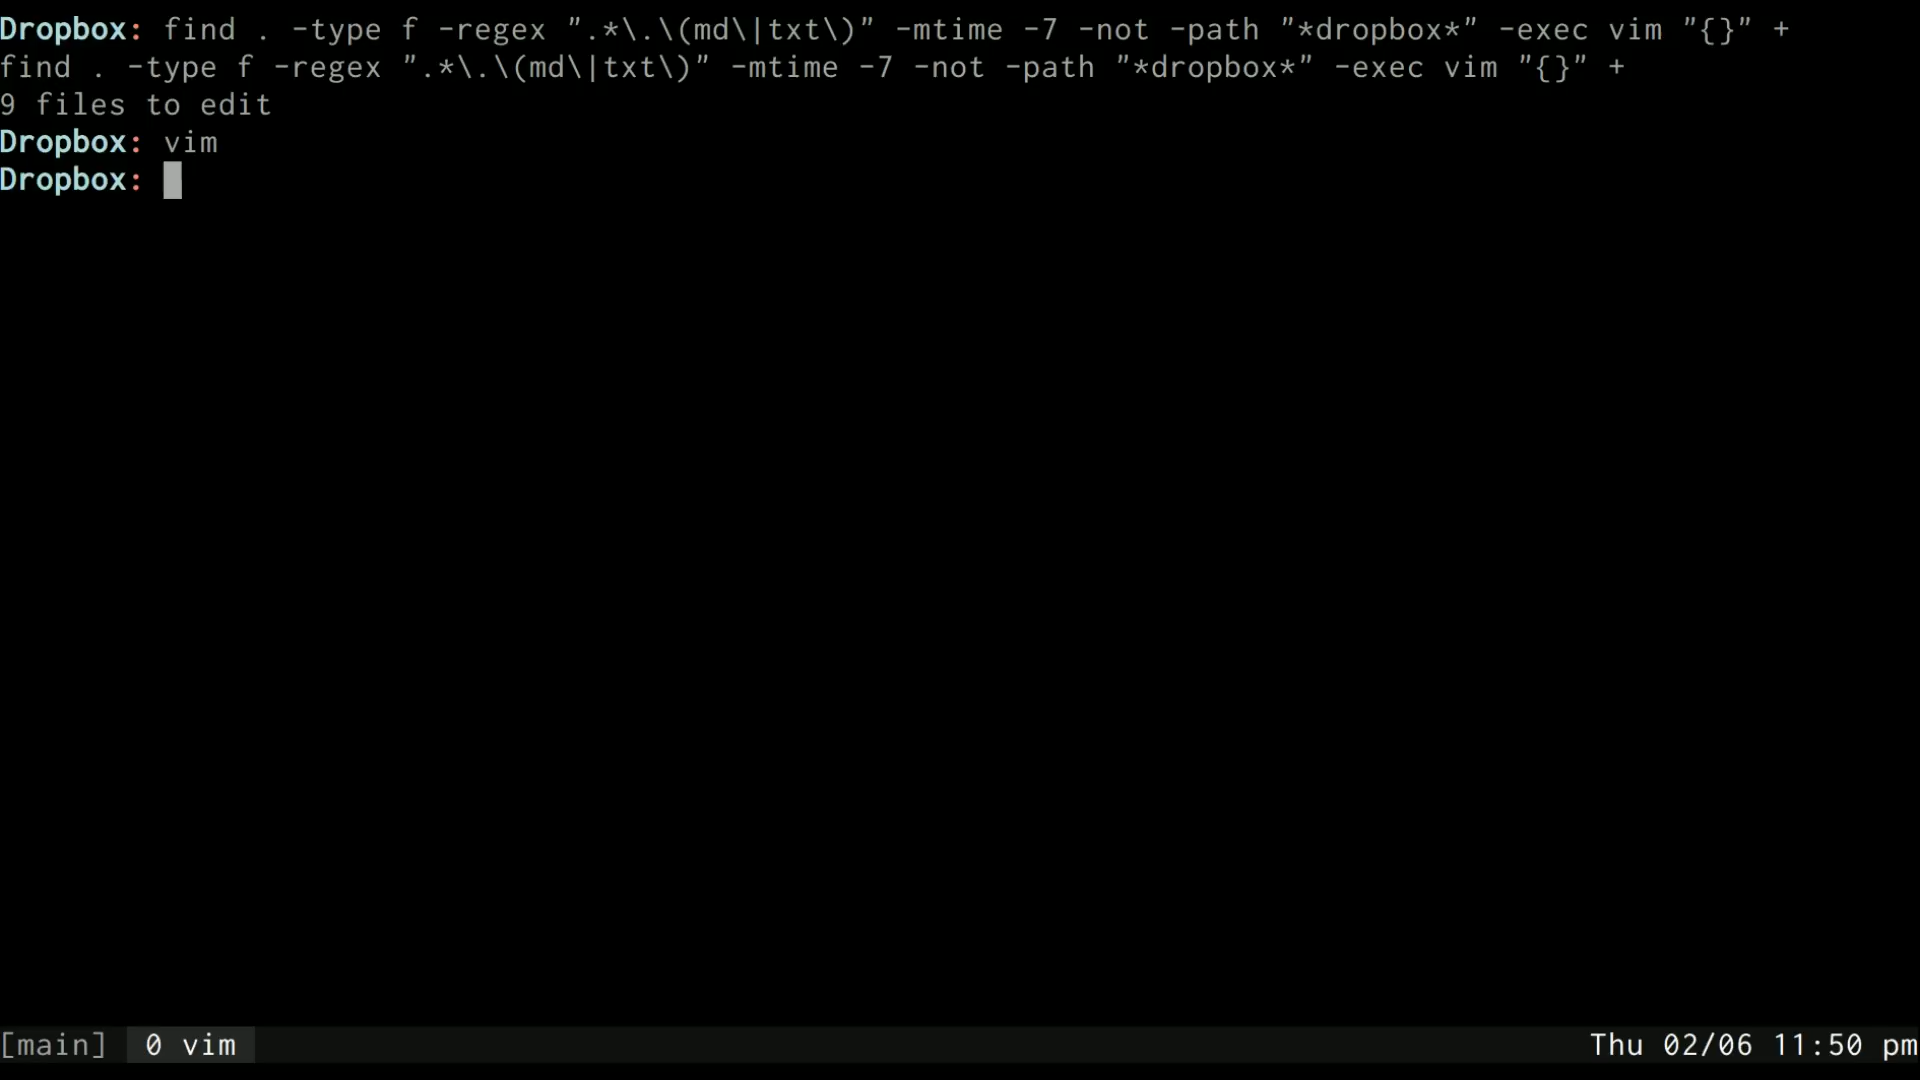 Dropbox: find . -type f -regex ".*\.\(md\|txt\)" -mtime -7 -not -path "*dropbox*" -exec vim "{}" +
find . -type f -regex ".*\.\(md\|txt\)" -mtime -7 -not -path "*dropbox*" -exec vim "{}" +
9 files to edit
Dropbox: vim
Dropbox:
[main] 0 vim Thu 02/06 11:50 pm